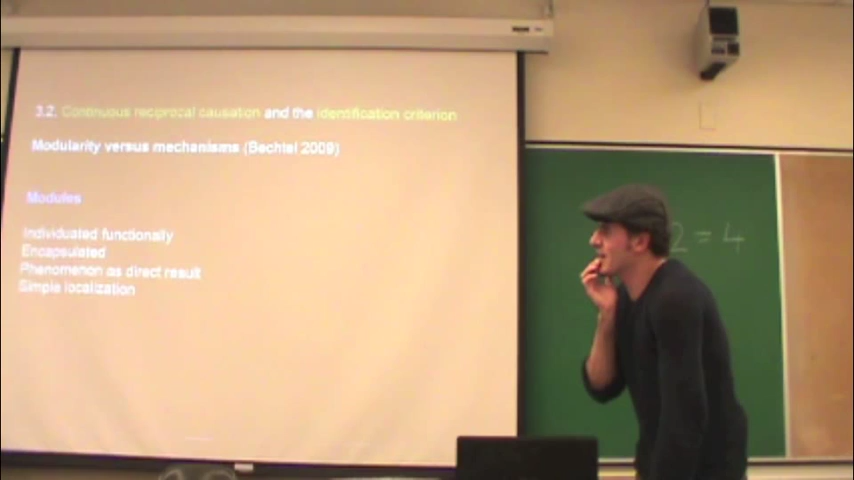 3.2. Continuous reciprocal causation and the identification criterion
Modularity versus mechanisms (Bechtel 2009)
Modules
Individuated functionally
Encapsulated
Phenomenon as direct result
Simple localization
2 = 4